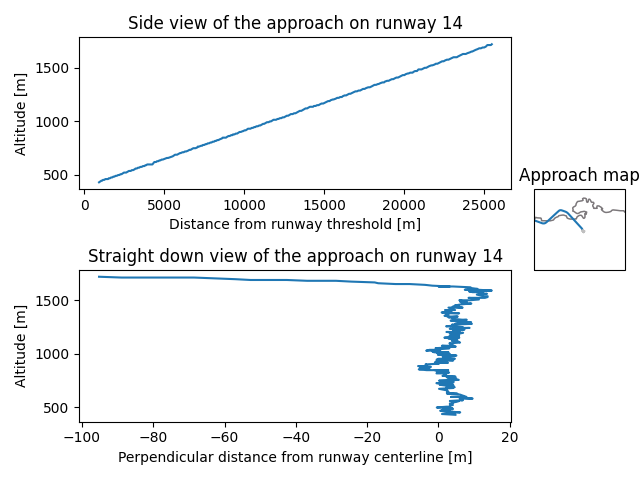 Side view of the approach on runway 14
1500
1000
500
Altitude [m]
0 5000 10000 15000 20000 25000
Distance from runway threshold [m]
Approach map
Straight down view of the approach on runway 14
1500
1000
500
Altitude [m]
−100 −80 −60 −40 −20 0 20
Perpendicular distance from runway centerline [m]